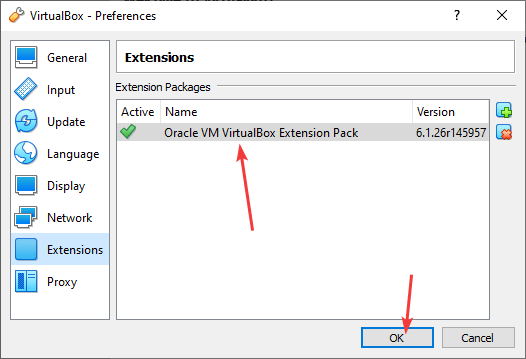 VirtualBox - Preferences
?
General
Input
Update
Language
Display
Network
Extensions
Proxy
Extensions
Extension Packages
Active Name Version
Oracle VM VirtualBox Extension Pack 6.1.26r145957
OK Cancel